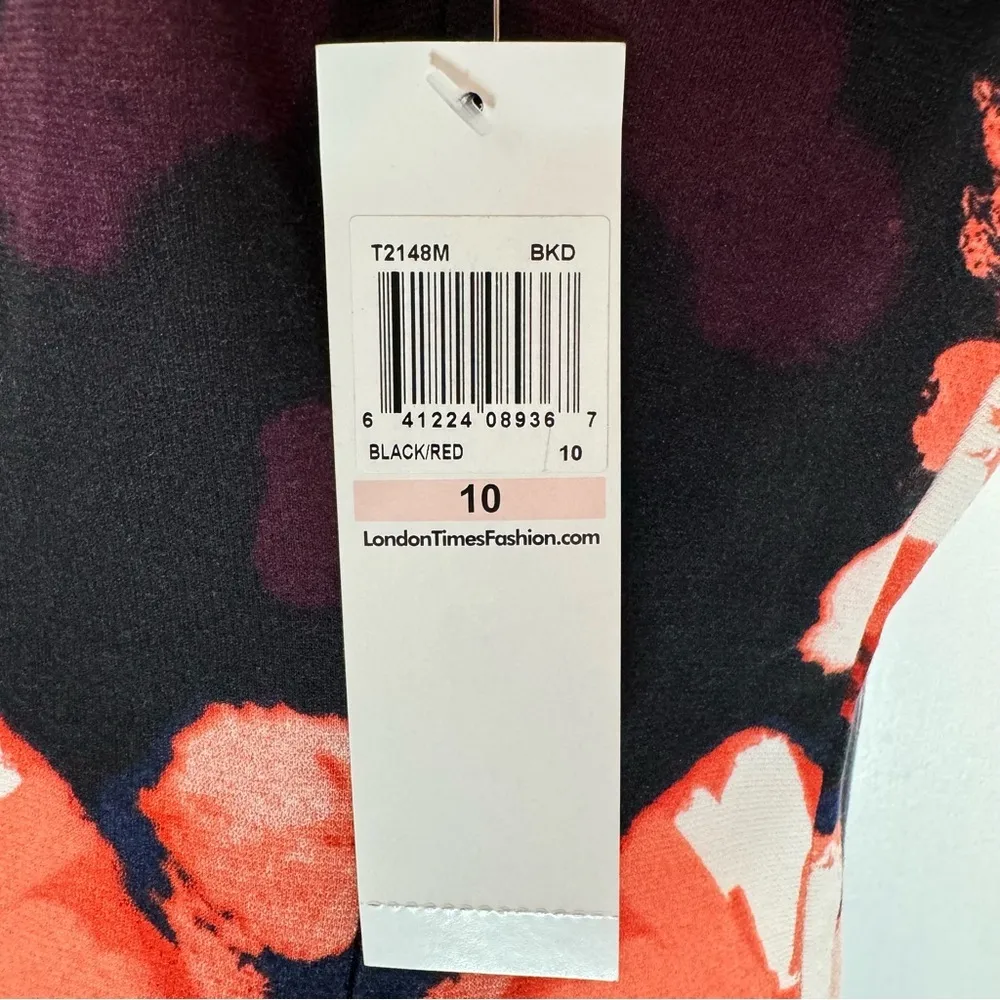 T2148M BKD
6 41224 08936 7
BLACK/RED 10
10
LondonTimesFashion.com